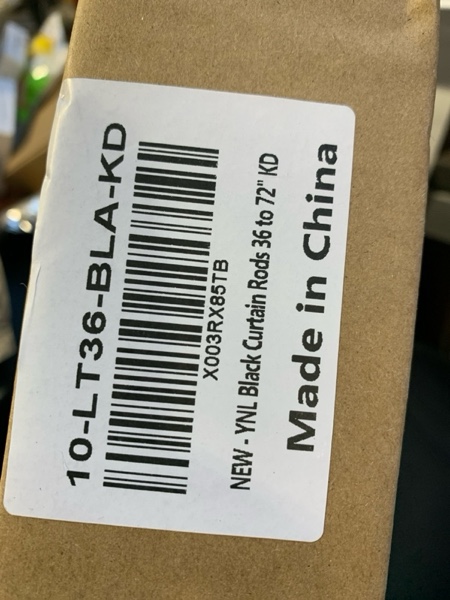 10-LT36-BLA-KD
X003RX85TB
NEW - YNL Black Curtain Rods 36 to 72" KD
Made in China